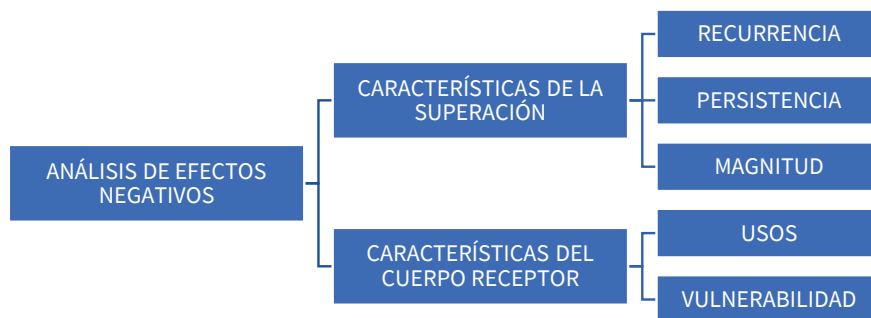 ANÁLISIS DE EFECTOS
NEGATIVOS
CARACTERÍSTICAS DE LA
SUPERACIÓN
RECURRENCIA
PERSISTENCIA
MAGNITUD
CARACTERÍSTICAS DEL
CUERPO RECEPTOR
USOS
VULNERABILIDAD